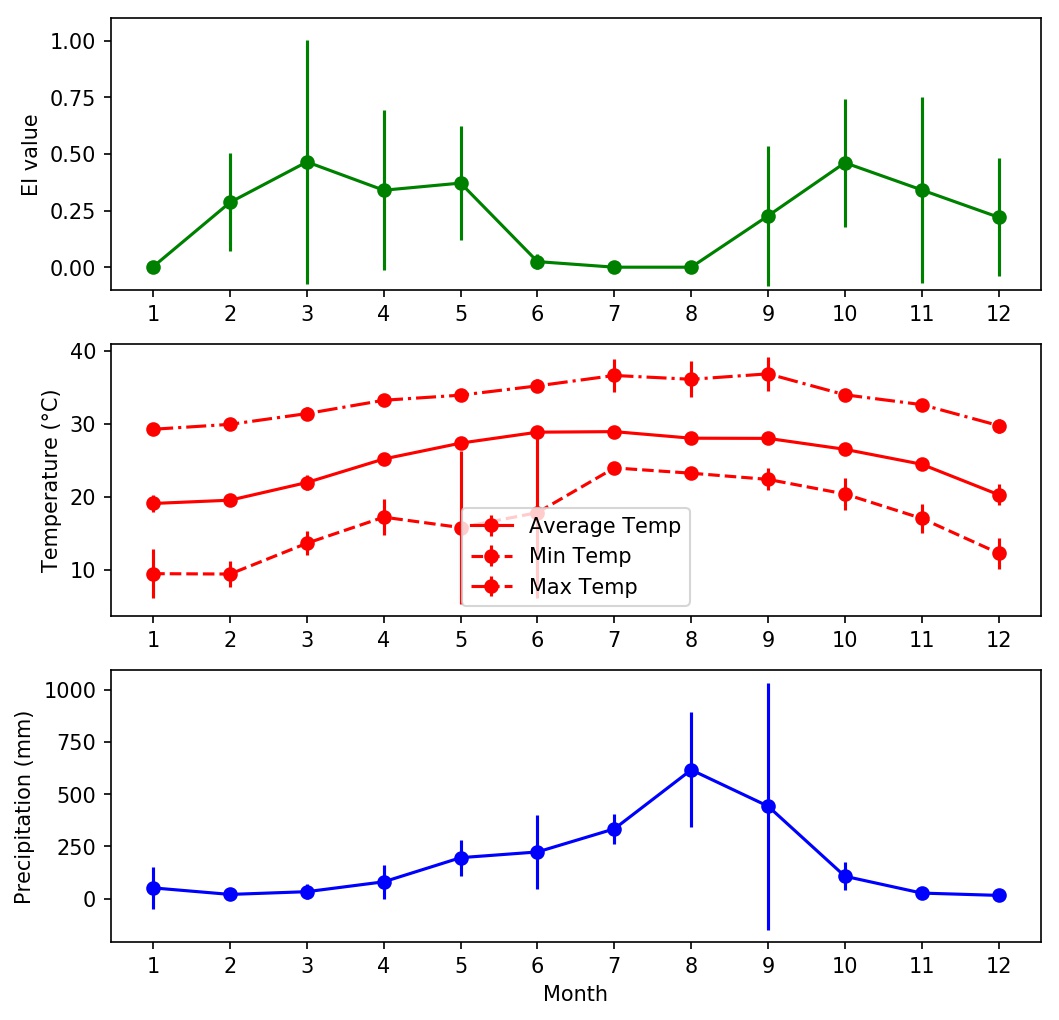 EI value
1.00
0.75
0.50
0.25
0.00
1 2 3 4 5 6 7 8 9 10 11 12
Temperature (°C)
40
30
20
10
Average Temp
Min Temp
Max Temp
1 2 3 4 5 6 7 8 9 10 11 12
Precipitation (mm)
1000
750
500
250
0
1 2 3 4 5 6 7 8 9 10 11 12
Month